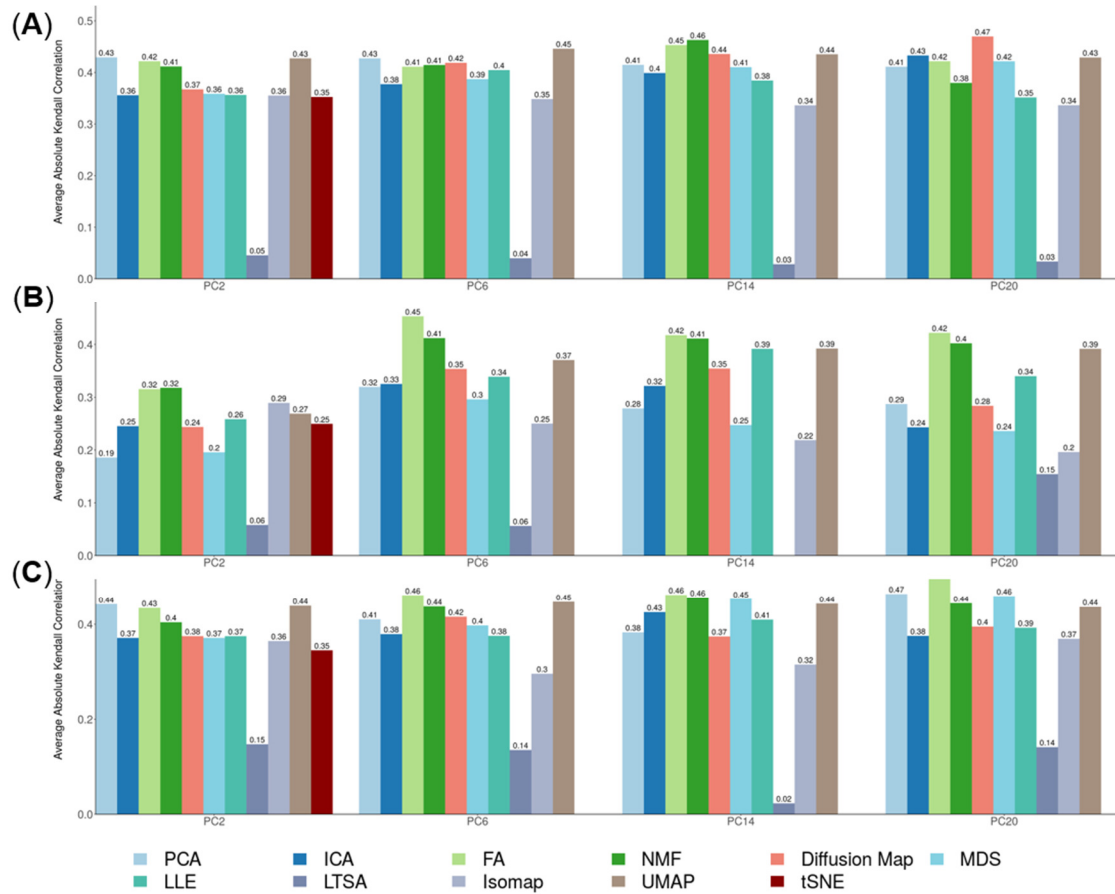 (A)
Average Absolute Kendall Correlation
0.5
0.4
0.3
0.2
0.1
0.0
0.43 0.36 0.42 0.41 0.37 0.36 0.36 0.05 0.36 0.43 0.35
0.43 0.38 0.41 0.41 0.42 0.39 0.4 0.04 0.35 0.45
0.41 0.4 0.45 0.46 0.44 0.41 0.38 0.03 0.34 0.44
0.41 0.43 0.42 0.38 0.47 0.42 0.35 0.03 0.34 0.43
PC2 PC6 PC14 PC20
(B)
Average Absolute Kendall Correlation
0.4
0.3
0.2
0.1
0.0
0.19 0.25 0.32 0.32 0.24 0.2 0.26 0.06 0.29 0.27 0.25
0.32 0.33 0.45 0.41 0.35 0.3 0.34 0.06 0.25 0.37
0.28 0.32 0.42 0.41 0.35 0.25 0.39 0.22 0.39
0.29 0.24 0.42 0.4 0.28 0.24 0.34 0.15 0.2 0.39
PC2 PC6 PC14 PC20
(C)
Average Absolute Kendall Correlation
0.4
0.2
0.0
0.44 0.37 0.43 0.4 0.38 0.37 0.37 0.15 0.36 0.44 0.35
0.41 0.38 0.46 0.44 0.42 0.4 0.38 0.14 0.3 0.45
0.38 0.43 0.46 0.46 0.37 0.45 0.41 0.02 0.32 0.44
0.47 0.38 0.44 0.4 0.46 0.39 0.14 0.37 0.44
PC2 PC6 PC14 PC20
PCA ICA FA NMF Diffusion Map MDS
LLE LTSA Isomap UMAP tSNE